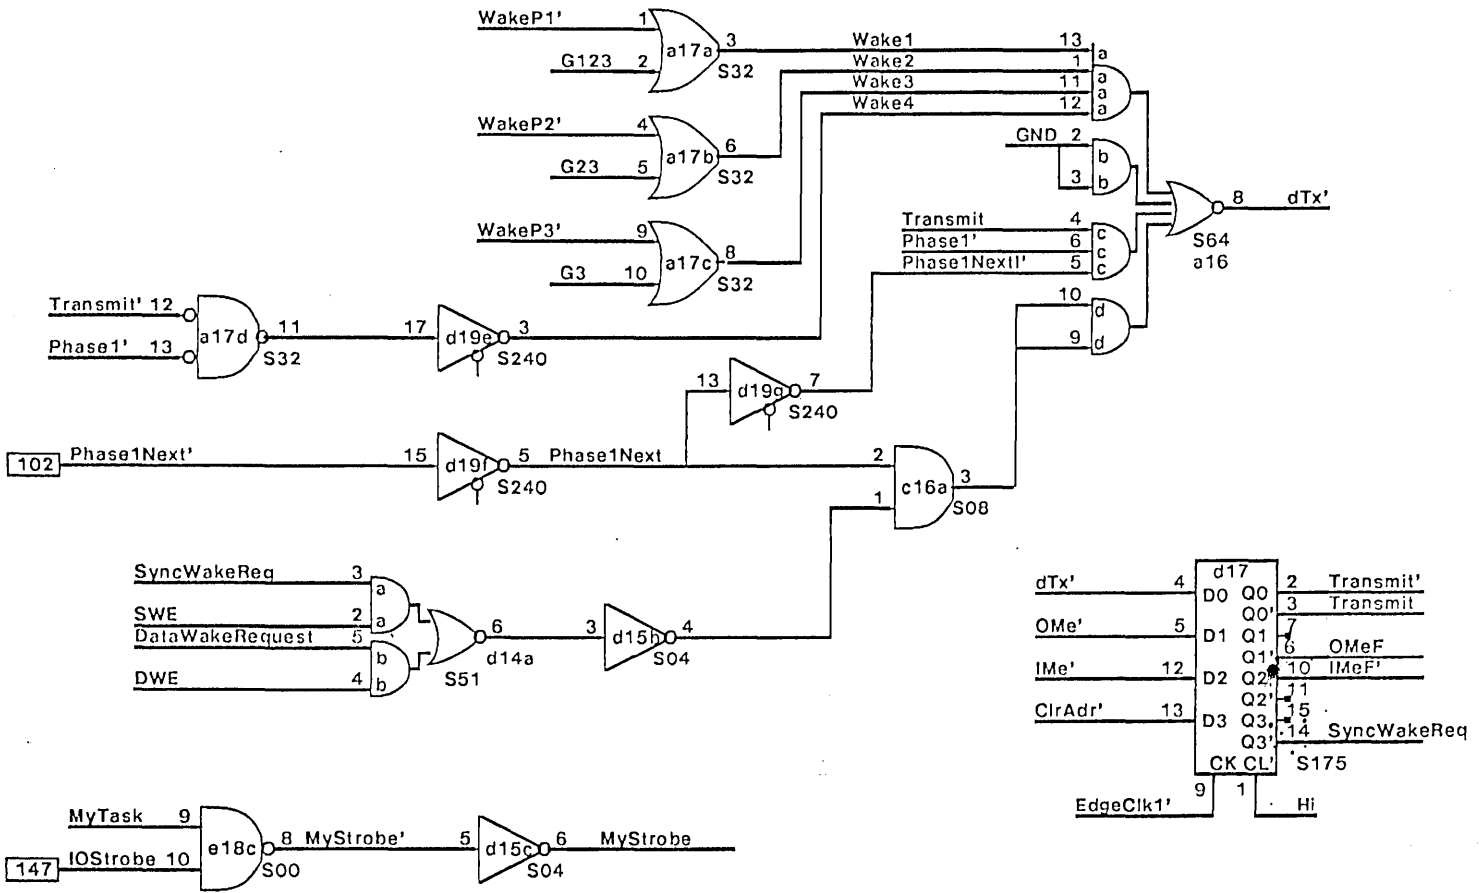 WakeP1' 1
G123 2
a17a
3
S32
Wake1 13 a
Wake2 1 a
Wake3 11 a
Wake4 12 a
WakeP2' 4
G23 5
a17b
6
S32
GND 2 b
3 b
WakeP3' 9
G3 10
a17c
8
S32
Transmit 4 c
Phase1' 6 c
Phase1NextI' 5 c
8 dTx'
S64
a16
Transmit' 12
Phase1' 13
a17d
11
S32
17 d19e 3
S240
10 d
9 d
13 d19g 7
S240
102 Phase1Next' 15 d19f 5 Phase1Next 2
S240
c16a
3
1
S08
SyncWakeReq 3 a
SWE 2 a
DataWakeRequest 5 b
DWE 4 b
6
d14a
S51
3 d15h 4
S04
d17
dTx' 4 D0 Q0 2 Transmit'
Q0' 3 Transmit
OMe' 5 D1 Q1 7
Q1' 6 OMeF
IMe' 12 D2 Q2 10 IMeF'
Q2' 11
ClrAdr' 13 D3 Q3 15
Q3' 14 SyncWakeReq
CK CL' S175
9 1
EdgeClk1' Hi
MyTask 9
147 IOStrobe 10
e18c
8 MyStrobe' 5 d15c 6 MyStrobe
S00
S04